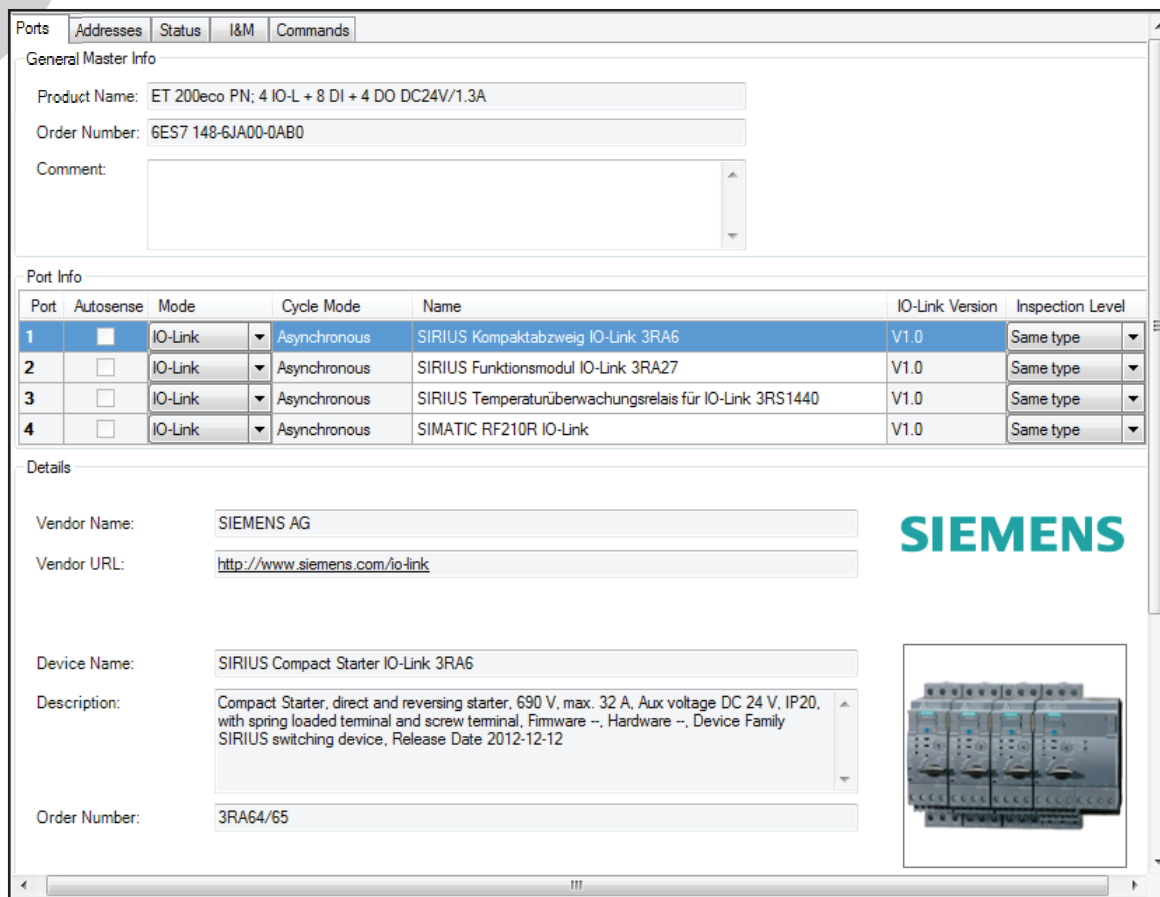 Ports Addresses Status I&M Commands
General Master Info
Product Name: ET 200eco PN; 4 IO-L + 8 DI + 4 DO DC24V/1.3A
Order Number: 6ES7 148-6JA00-0AB0
Comment:
Port Info
Port Autosense Mode Cycle Mode Name IO-Link Version Inspection Level
1 IO-Link Asynchronous SIRIUS Kompaktabzweig IO-Link 3RA6 V1.0 Same type
2 IO-Link Asynchronous SIRIUS Funktionsmodul IO-Link 3RA27 V1.0 Same type
3 IO-Link Asynchronous SIRIUS Temperaturüberwachungsrelais für IO-Link 3RS1440 V1.0 Same type
4 IO-Link Asynchronous SIMATIC RF210R IO-Link V1.0 Same type
Details
Vendor Name: SIEMENS AG
SIEMENS
Vendor URL: http://www.siemens.com/io-link
Device Name: SIRIUS Compact Starter IO-Link 3RA6
Description: Compact Starter, direct and reversing starter, 690 V, max. 32 A, Aux voltage DC 24 V, IP20,
with spring loaded terminal and screw terminal, Firmware --, Hardware --, Device Family
SIRIUS switching device, Release Date 2012-12-12
Order Number: 3RA64/65